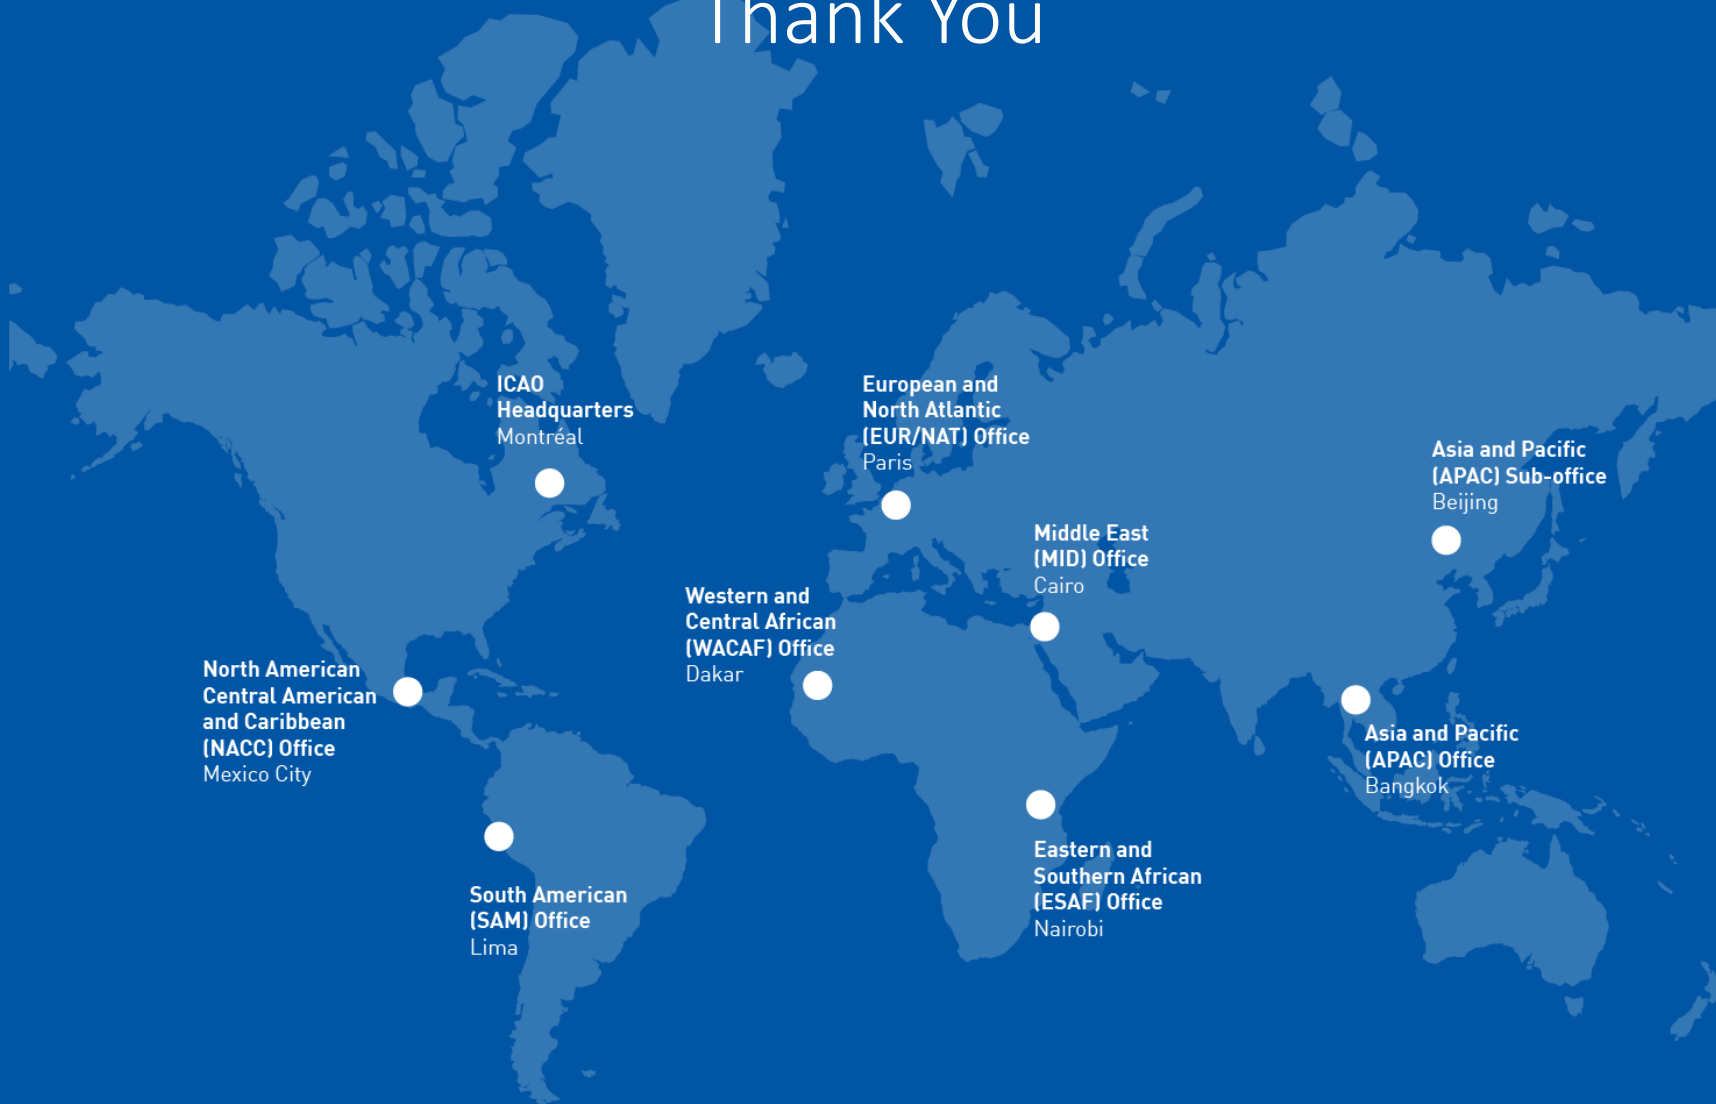 Thank You
ICAO
Headquarters
Montréal
European and
North Atlantic
(EUR/NAT) Office
Paris
Asia and Pacific
(APAC) Sub-office
Beijing
Middle East
(MID) Office
Cairo
Western and
Central African
(WACAF) Office
Dakar
North American
Central American
and Caribbean
(NACC) Office
Mexico City
Asia and Pacific
(APAC) Office
Bangkok
Eastern and
Southern African
(ESAF) Office
Nairobi
South American
(SAM) Office
Lima